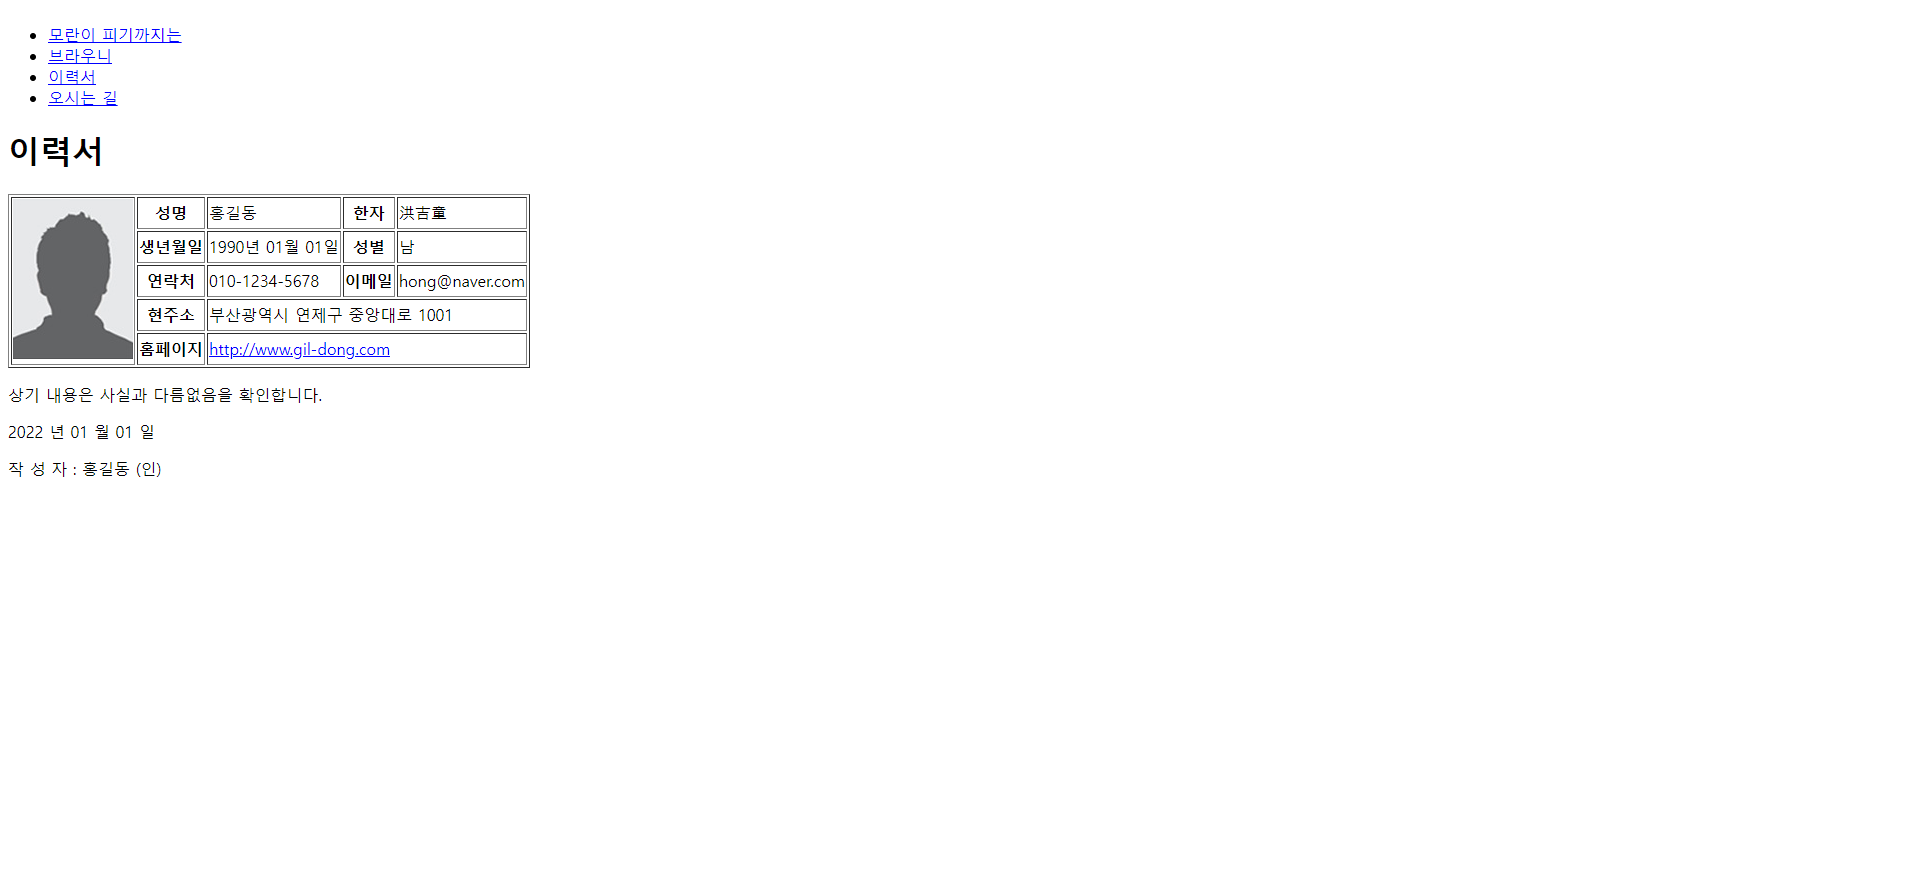 모란이 피기까지는
브라우니
이력서
오시는 길
이력서
성명 홍길동 한자 洪吉童
생년월일 1990년 01월 01일 성별 남
연락처 010-1234-5678 이메일 hong@naver.com
현주소 부산광역시 연제구 중앙대로 1001
홈페이지 http://www.gil-dong.com
상기 내용은 사실과 다름없음을 확인합니다.
2022 년 01 월 01 일
작 성 자 : 홍길동 (인)